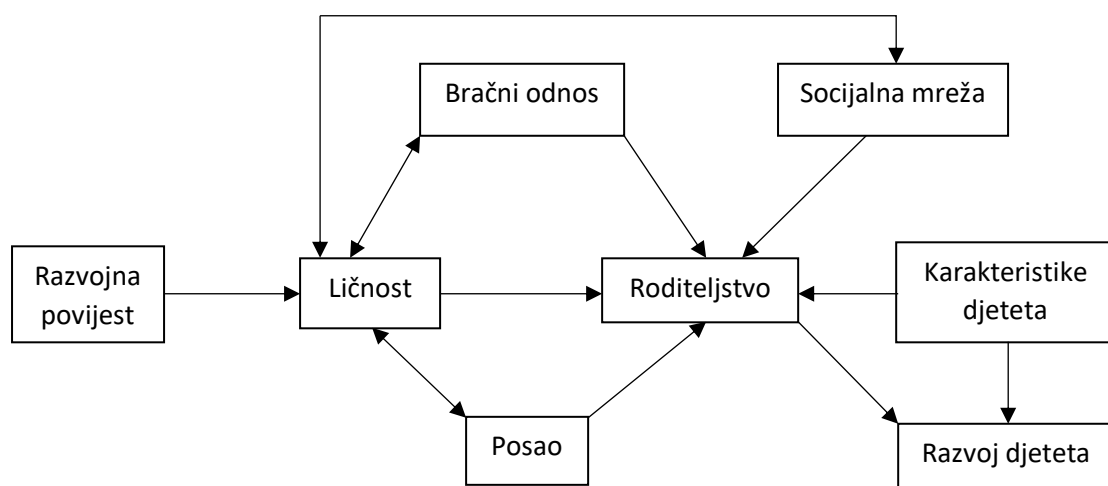 Bračni odnos
Socijalna mreža
Razvojna
povijest
Ličnost
Roditeljstvo
Karakteristike
djeteta
Posao
Razvoj djeteta